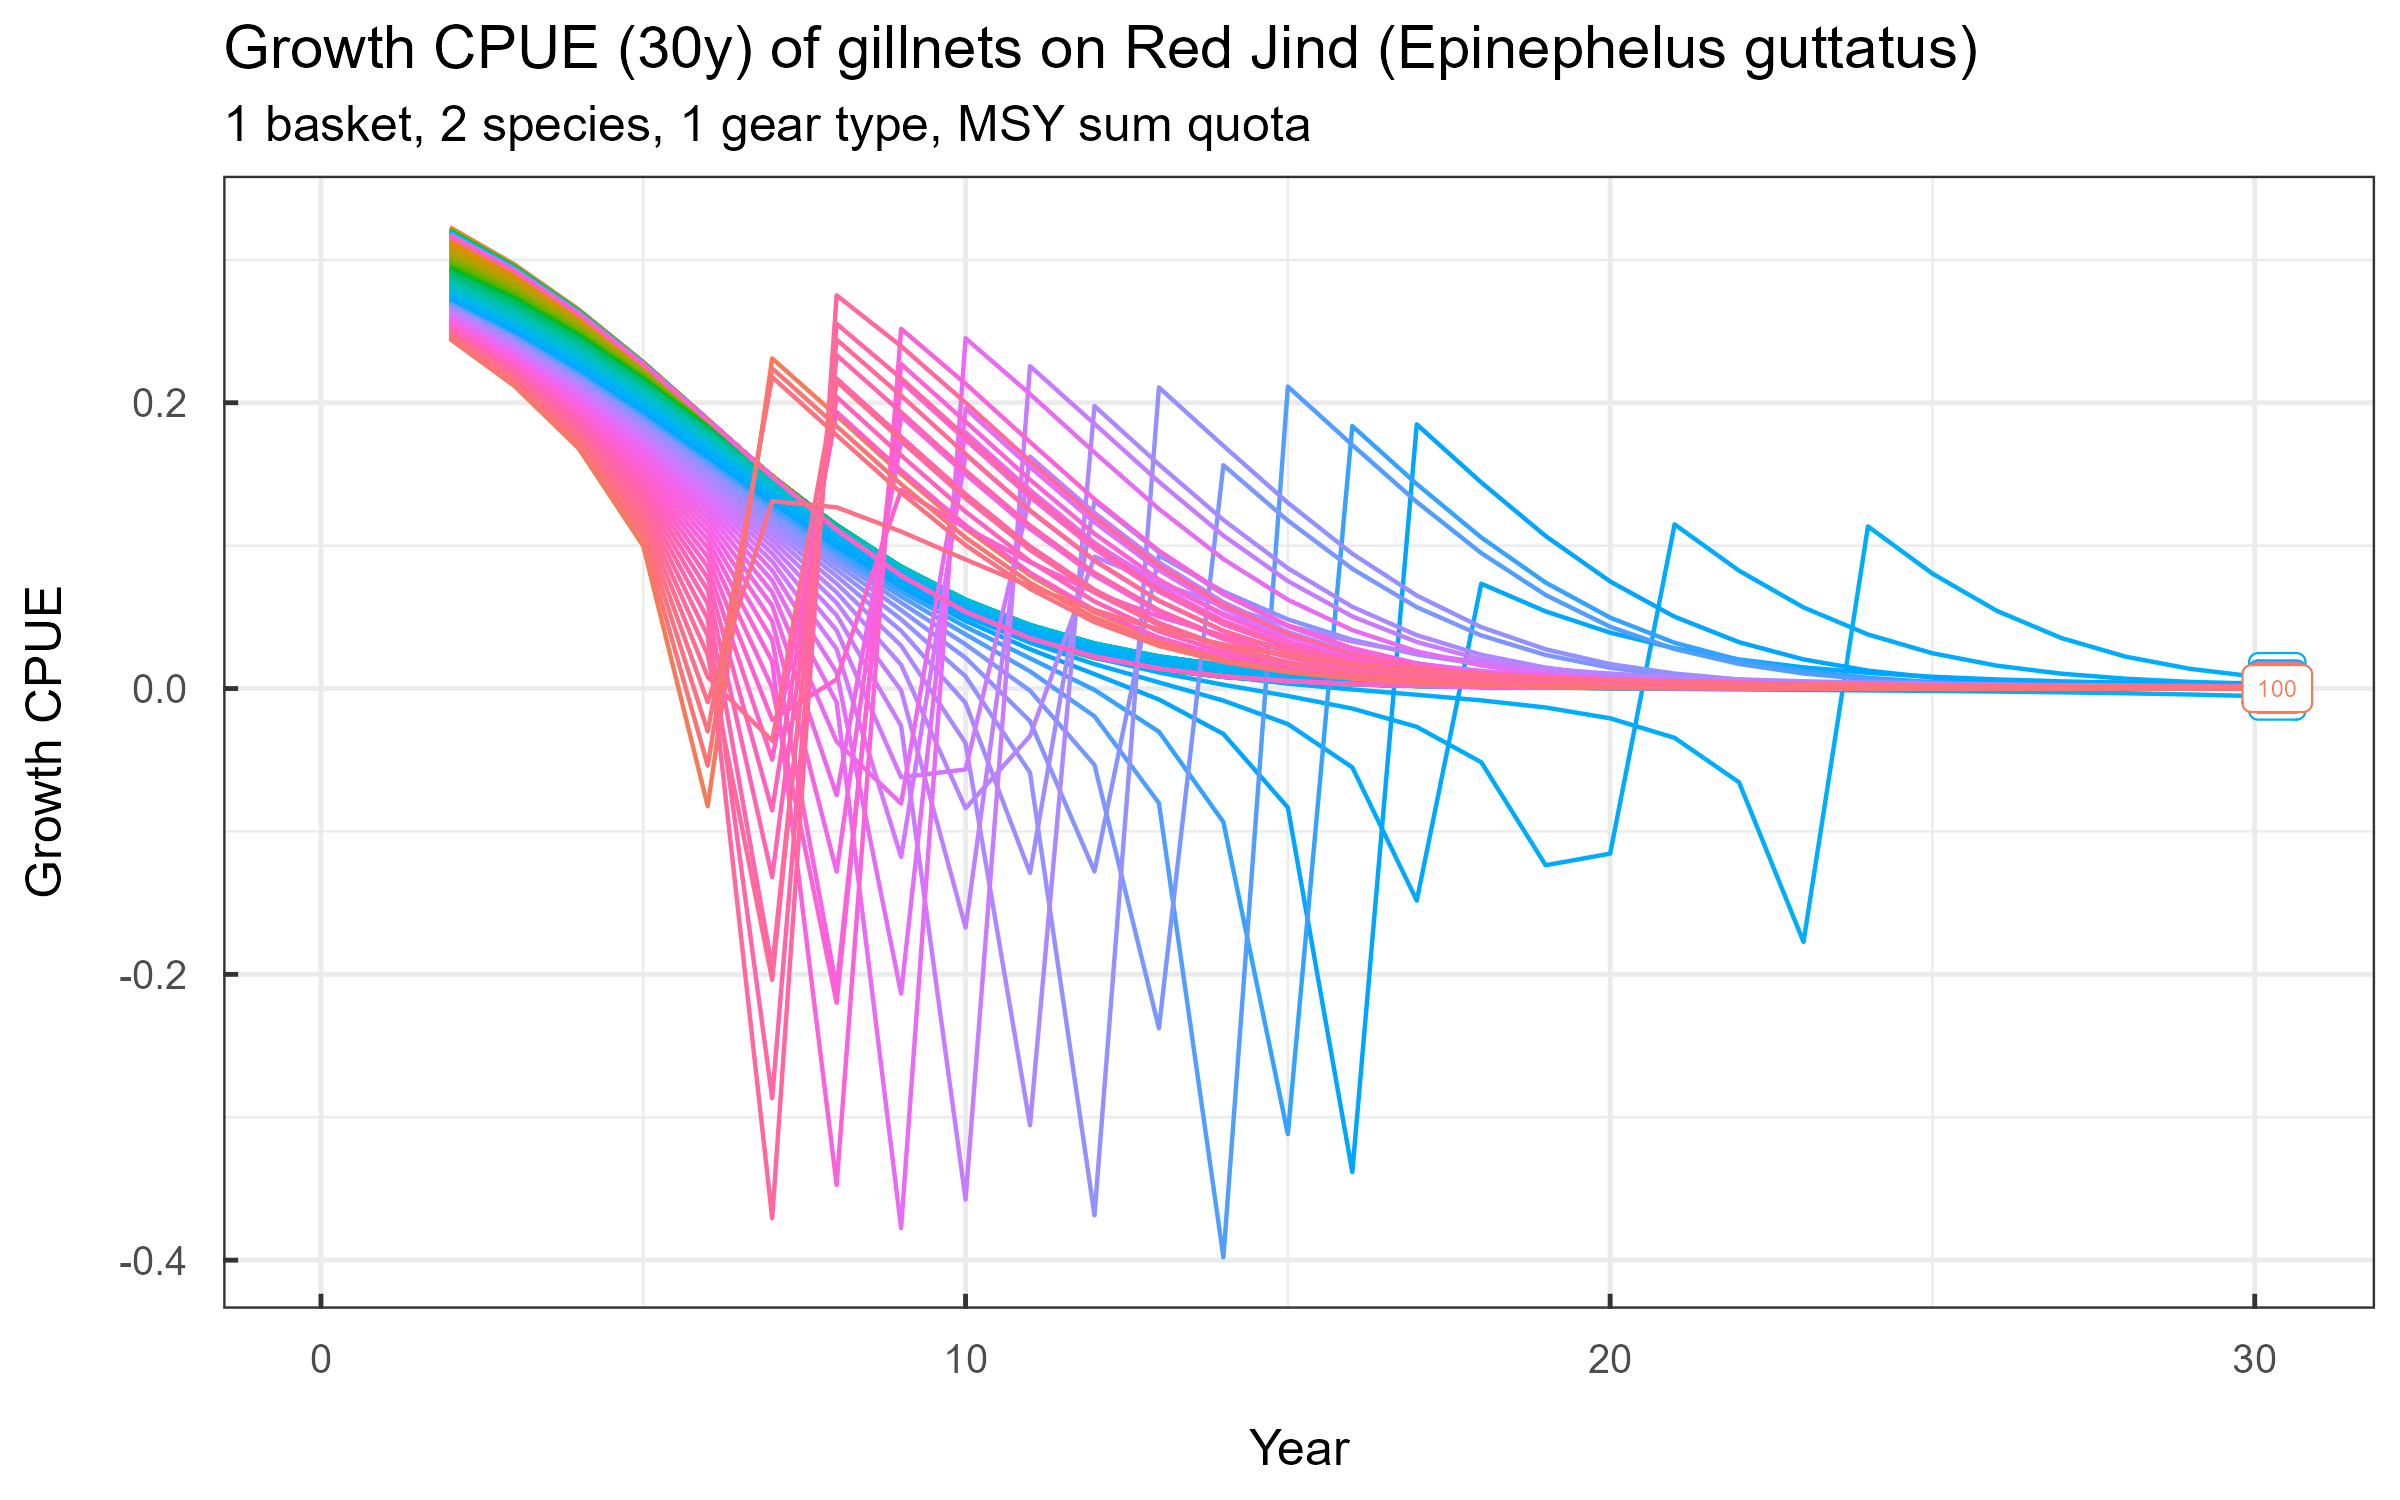 Growth CPUE (30y) of gillnets on Red Jind (Epinephelus guttatus)
1 basket, 2 species, 1 gear type, MSY sum quota
Growth CPUE
0.2
0.0
-0.2
-0.4
100
0
10
20
30
Year